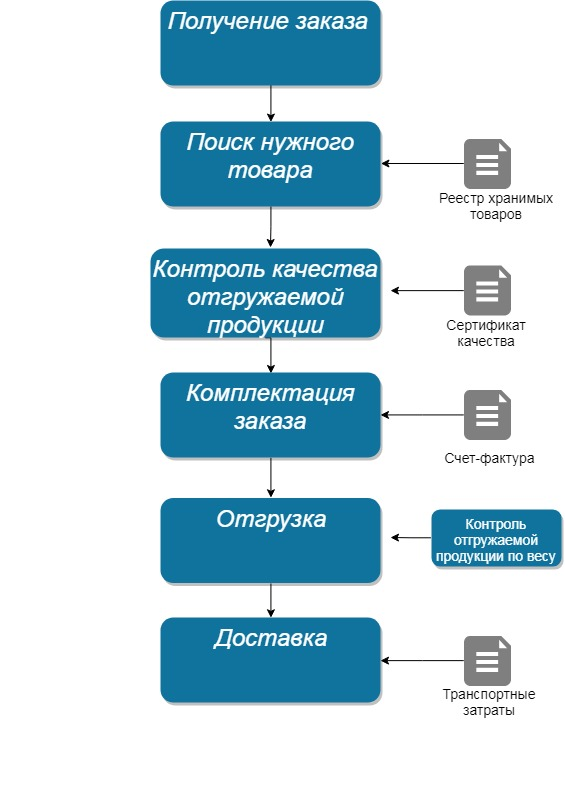 Получение заказа
Поиск нужного
товара
Реестр хранимых
товаров
Контроль качества
отгружаемой
продукции
Сертификат
качества
Комплектация
заказа
Счет-фактура
Отгрузка
Контроль
отгружаемой
продукции по весу
Доставка
Транспортные
затраты